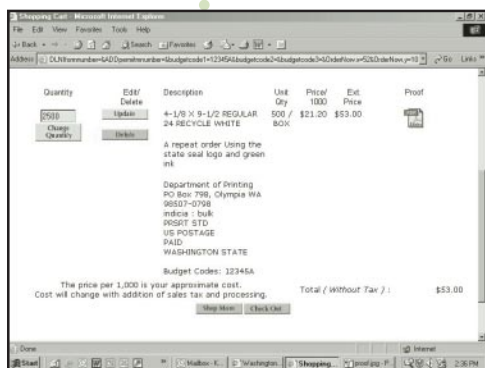 Shopping Cart - Microsoft Internet Explorer
File Edit View Favorites Tools Help
Back Search Favorites
Address
Go Links
Quantity Edit/ Description Unit Price/ Ext. Proof
Delete Qty 1000 Price
2500 Update 4-1/8 X 9-1/2 REGULAR 500 / $21.20 $53.00
Change Quantity 24 RECYCLE WHITE BOX
Delete
A repeat order Using the
state seal logo and green
ink
Department of Printing
PO Box 798, Olympia WA
98507-0798
indicia : bulk
PRSRT STD
US POSTAGE
PAID
WASHINGTON STATE
Budget Codes: 12345A
The price per 1,000 is your approximate cost.
Cost will change with addition of sales tax and processing.
Total ( Without Tax ) : $53.00
Shop More Check Out
Done Internet
Start Mailbox - K... Washington... Shopping... proof.jpg - P... 2:36 PM